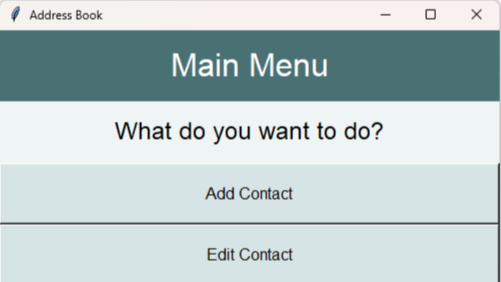 Address Book
Main Menu
What do you want to do?
Add Contact
Edit Contact